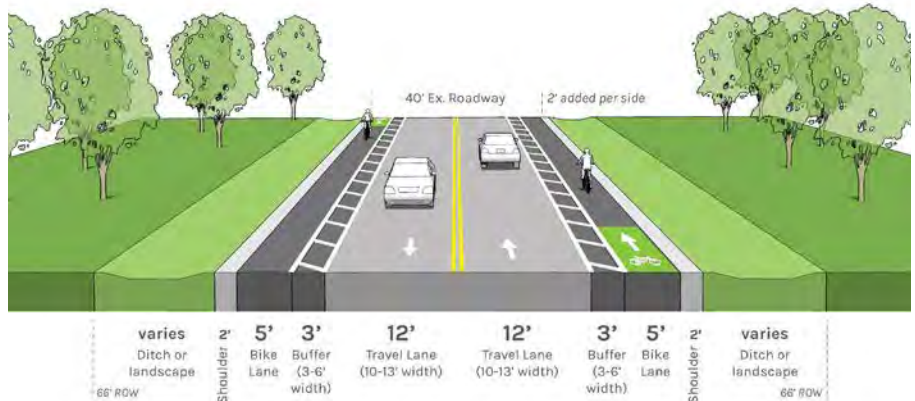 40' Ex. Roadway
2' added per side
varies
Ditch or
landscape
66' ROW
2'
Shoulder
5'
Bike
Lane
3'
Buffer
(3-6'
width)
12'
Travel Lane
(10-13' width)
12'
Travel Lane
(10-13' width)
3'
Buffer
(3-6'
width)
5'
Bike
Lane
2'
Shoulder
varies
Ditch or
landscape
66' ROW